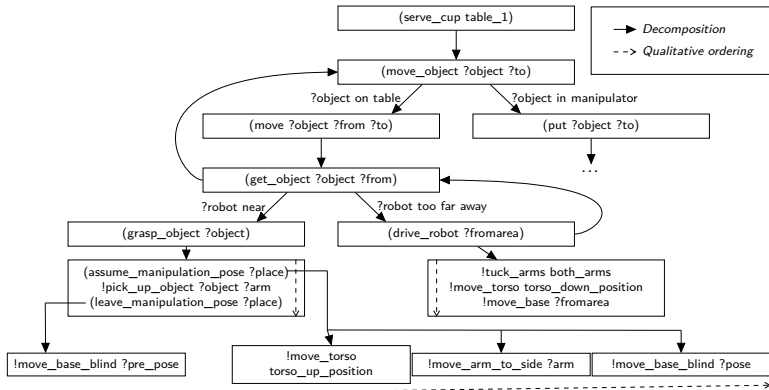 (serve_cup table_1)
Decomposition
Qualitative ordering
(move_object ?object ?to)
?object on table
?object in manipulator
(move ?object ?from ?to)
(put ?object ?to)
...
(get_object ?object ?from)
?robot near
?robot too far away
(grasp_object ?object)
(drive_robot ?fromarea)
(assume_manipulation_pose ?place)
!pick_up_object ?object ?arm
(leave_manipulation_pose ?place)
!tuck_arms both_arms
!move_torso torso_down_position
!move_base ?fromarea
!move_base_blind ?pre_pose
!move_torso
torso_up_position
!move_arm_to_side ?arm
!move_base_blind ?pose